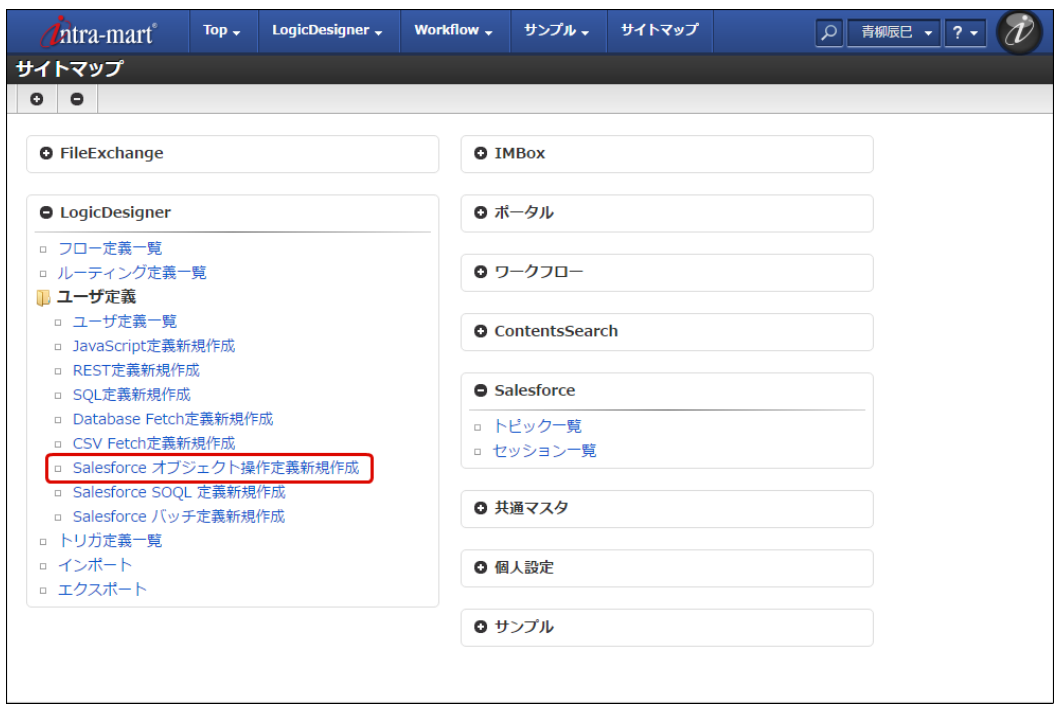 intra-mart® Top LogicDesigner Workflow サンプル サイトマップ 青柳辰巳 ?
サイトマップ
FileExchange
LogicDesigner
フロー定義一覧
ルーティング定義一覧
ユーザ定義
ユーザ定義一覧
JavaScript定義新規作成
REST定義新規作成
SQL定義新規作成
Database Fetch定義新規作成
CSV Fetch定義新規作成
Salesforce オブジェクト操作定義新規作成
Salesforce SOQL 定義新規作成
Salesforce バッチ定義新規作成
トリガ定義一覧
インポート
エクスポート
IMBox
ポータル
ワークフロー
ContentsSearch
Salesforce
トピック一覧
セッション一覧
共通マスタ
個人設定
サンプル